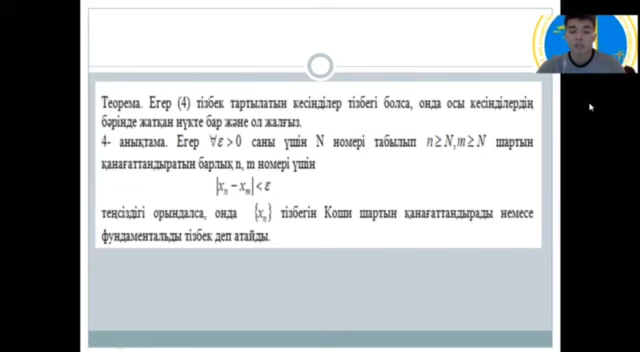 Теорема. Егер (4) тізбек тартылатын кесінділер тізбегі болса, онда осы кесінділердің
бәрінде жатқан нүкте бар және ол жалғыз.
4- анықтама. Егер ∀ε>0 саны үшін N номері табылып n≥N,m≥N шартын
қанағаттандыратын барлық n, m номері үшін
|xₙ − xₘ| < ε
теңсіздігі орындалса, онда {xₙ} тізбегін Коши шартын қанағаттандырады немесе
фундаментальды тізбек деп атайды.